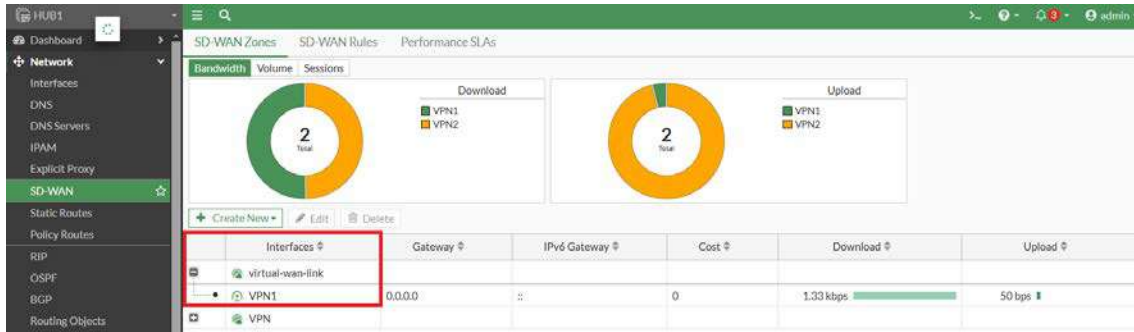 HUB1
admin
Dashboard
Network
Interfaces
DNS
DNS Servers
IPAM
Explicit Proxy
SD-WAN
Static Routes
Policy Routes
RIP
OSPF
BGP
Routing Objects
3
SD-WAN Zones SD-WAN Rules Performance SLAs
Bandwidth Volume Sessions
Download
VPN1
VPN2
2
Total
Upload
VPN1
VPN2
2
Total
+ Create New Edit Delete
Interfaces Gateway IPv6 Gateway Cost Download Upload
virtual-wan-link
VPN1 0.0.0.0 :: 0 1.33 kbps 50 bps
VPN